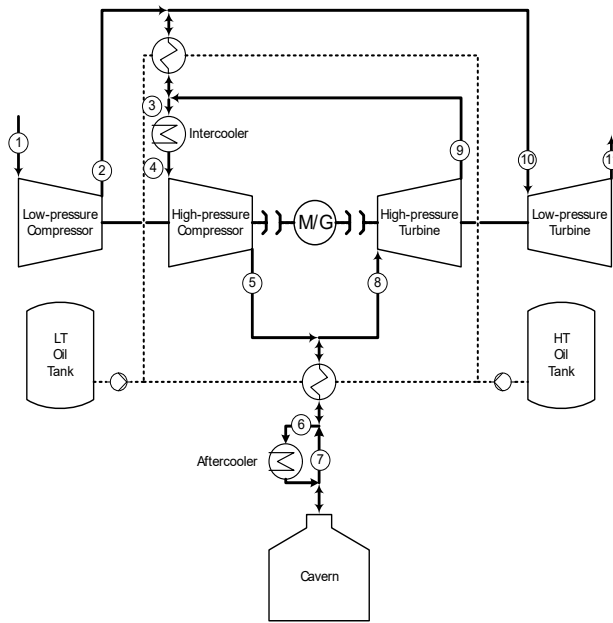 3
Intercooler
1
2
4
9
10
1
Low-pressure
Compressor
High-pressure
Compressor
M/G
High-pressure
Turbine
Low-pressure
Turbine
5
8
LT
Oil
Tank
HT
Oil
Tank
6
Aftercooler
7
Cavern